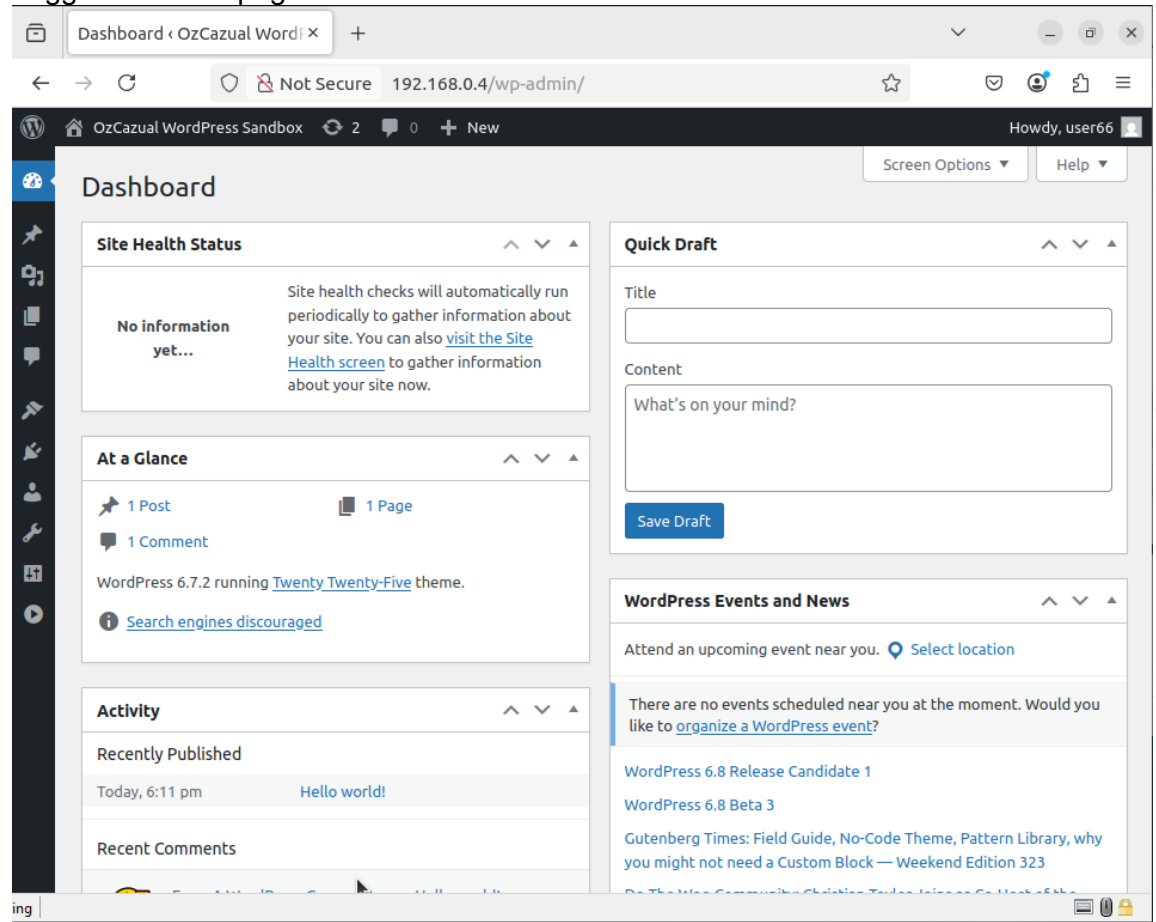 Dashboard ‹ OzCazual WordP
Not Secure 192.168.0.4/wp-admin/
OzCazual WordPress Sandbox 2 0 New
Howdy, user66
Screen Options
Help
Dashboard
Site Health Status
No information
yet...
Site health checks will automatically run
periodically to gather information about
your site. You can also visit the Site
Health screen to gather information
about your site now.
At a Glance
1 Post
1 Page
1 Comment
WordPress 6.7.2 running Twenty Twenty-Five theme.
Search engines discouraged
Activity
Recently Published
Today, 6:11 pm Hello world!
Recent Comments
Quick Draft
Title
Content
What's on your mind?
Save Draft
WordPress Events and News
Attend an upcoming event near you. Select location
There are no events scheduled near you at the moment. Would you
like to organize a WordPress event?
WordPress 6.8 Release Candidate 1
WordPress 6.8 Beta 3
Gutenberg Times: Field Guide, No-Code Theme, Pattern Library, why
you might not need a Custom Block — Weekend Edition
323
ing